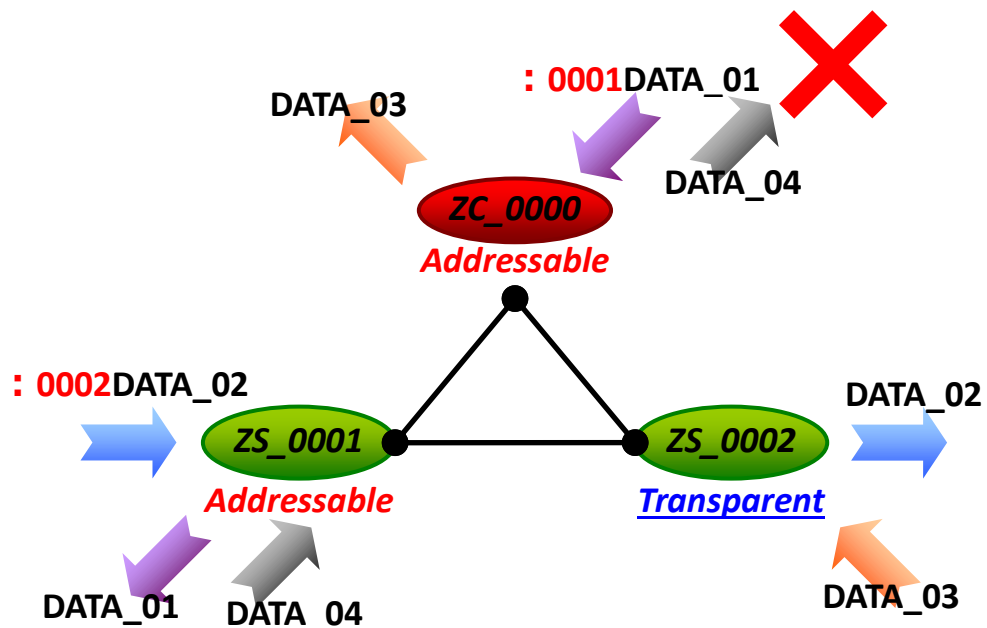 : 0001DATA_01
DATA_03
DATA_04
ZC_0000
Addressable
: 0002DATA_02
DATA_02
ZS_0001
ZS_0002
Addressable
Transparent
DATA_01
DATA_04
DATA_03